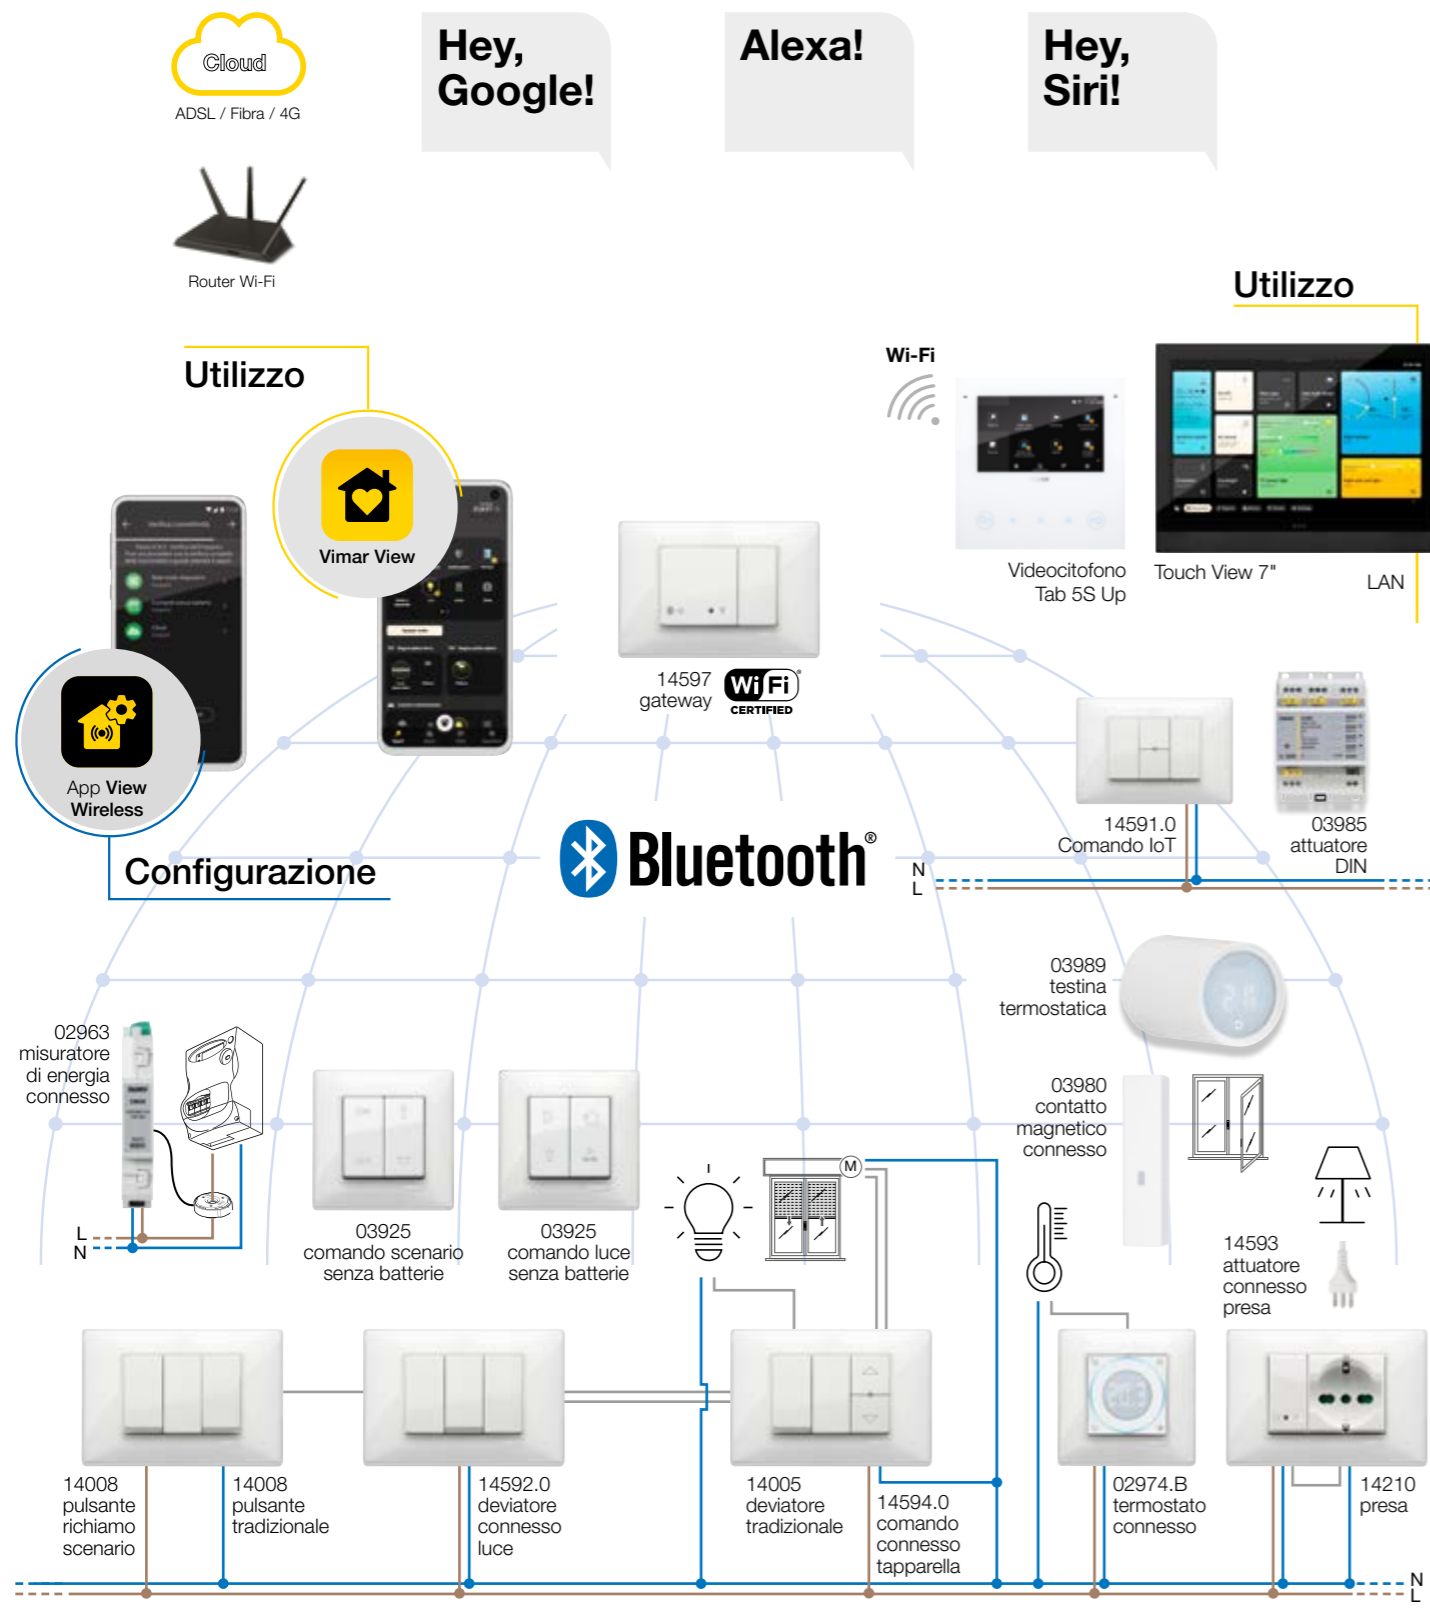 Cloud
ADSL / Fibra / 4G
Hey,
Google!
Alexa!
Hey,
Siri!
Router Wi-Fi
Utilizzo
Utilizzo
Wi-Fi
Vimar View
Verifica connettività
Videocitofono
Tab 5S Up
Touch View 7"
LAN
14597
gateway
Wi Fi®
CERTIFIED
App View
Wireless
Configurazione
Bluetooth®
14591.0
Comando IoT
03985
attuatore
DIN
N
L
03989
testina
termostatica
02963
misuratore
di energia
connesso
03980
contatto
magnetico
connesso
M
L
N
03925
comando scenario
senza batterie
03925
comando luce
senza batterie
14593
attuatore
connesso
presa
14008
pulsante
richiamo
scenario
14008
pulsante
tradizionale
14592.0
deviatore
connesso
luce
14005
deviatore
tradizionale
14594.0
comando
connesso
tapparella
02974.B
termostato
connesso
14210
presa
N
L